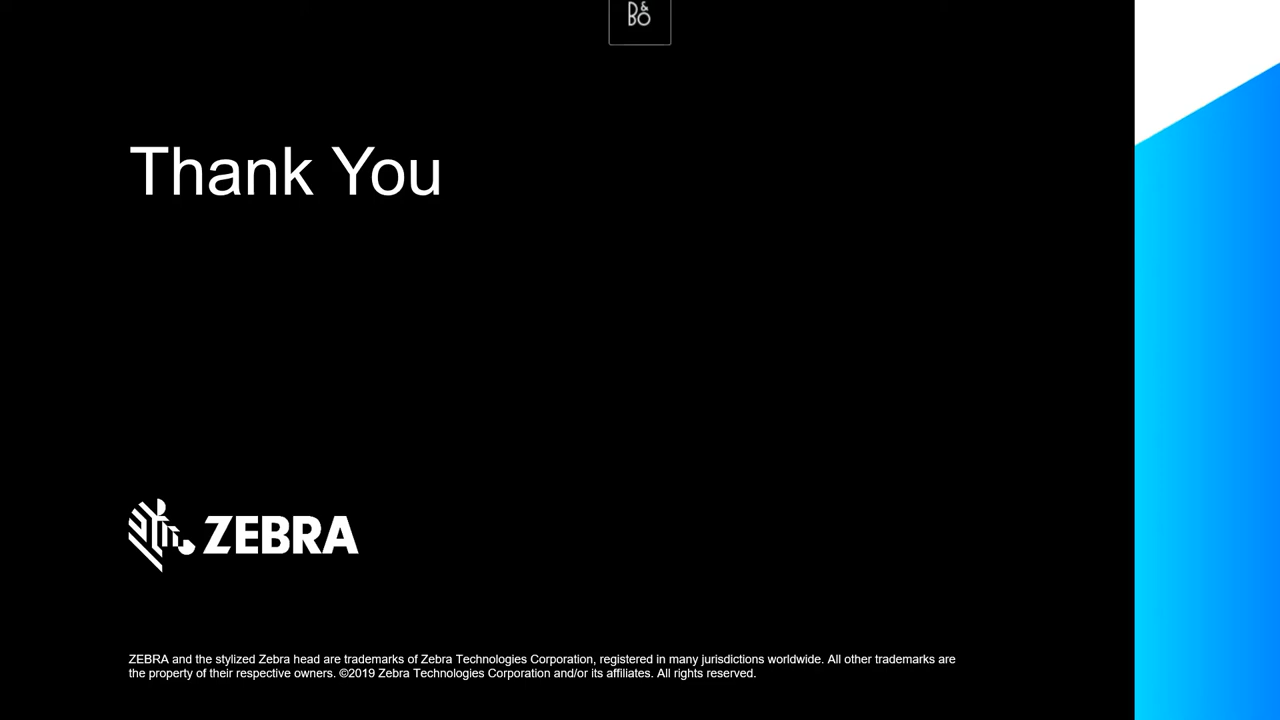 B&O
Thank You
ZEBRA
ZEBRA and the stylized Zebra head are trademarks of Zebra Technologies Corporation, registered in many jurisdictions worldwide. All other trademarks are
the property of their respective owners. ©2019 Zebra Technologies Corporation and/or its affiliates. All rights reserved.